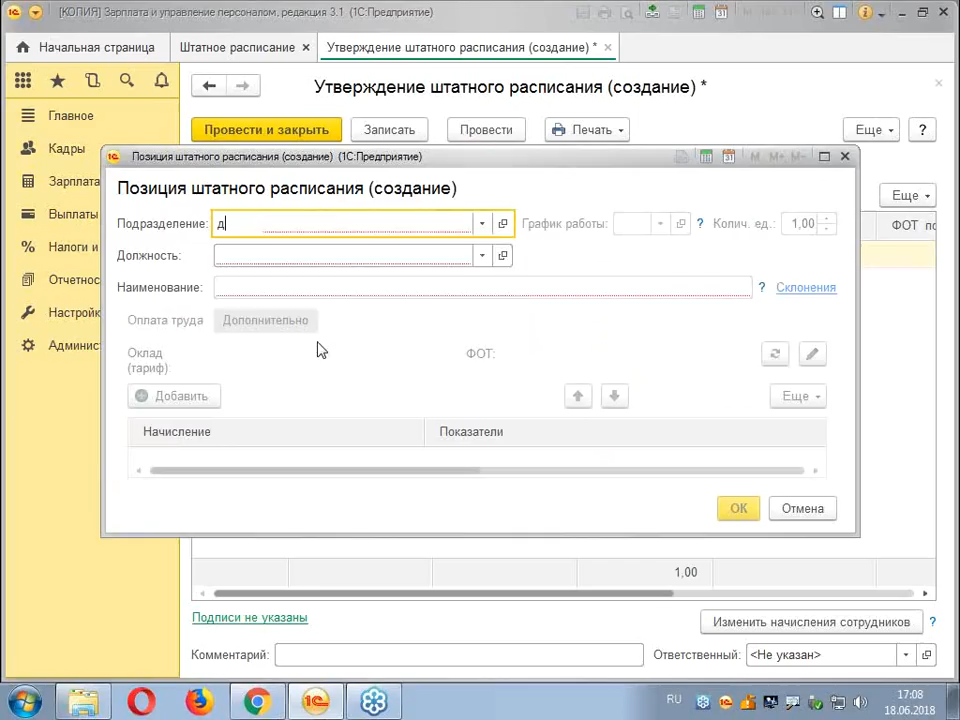 [КОПИЯ] Зарплата и управление персоналом, редакция 3.1 (1С:Предприятие)
Начальная страница
Штатное расписание ×
Утверждение штатного расписания (создание) * ×
Главное
Кадры
Зарплата
Выплаты
Налоги и
Отчетнос
Настройк
Админис
Утверждение штатного расписания (создание) *
Провести и закрыть
Записать
Провести
Печать
Еще
?
Еще
ФОТ по
Позиция штатного расписания (создание) (1С:Предприятие)
M M+ M-
Позиция штатного расписания (создание)
Подразделение: д
График работы:
?
Колич. ед.: 1,00
Должность:
Наименование:
?
Склонения
Оплата труда
Дополнительно
Оклад
(тариф):
ФОТ:
Добавить
Еще
Начисление
Показатели
ОК
Отмена
1,00
Подписи не указаны
Изменить начисления сотрудников
?
Комментарий:
Ответственный: <Не указан>
RU
17:08
18.06.2018